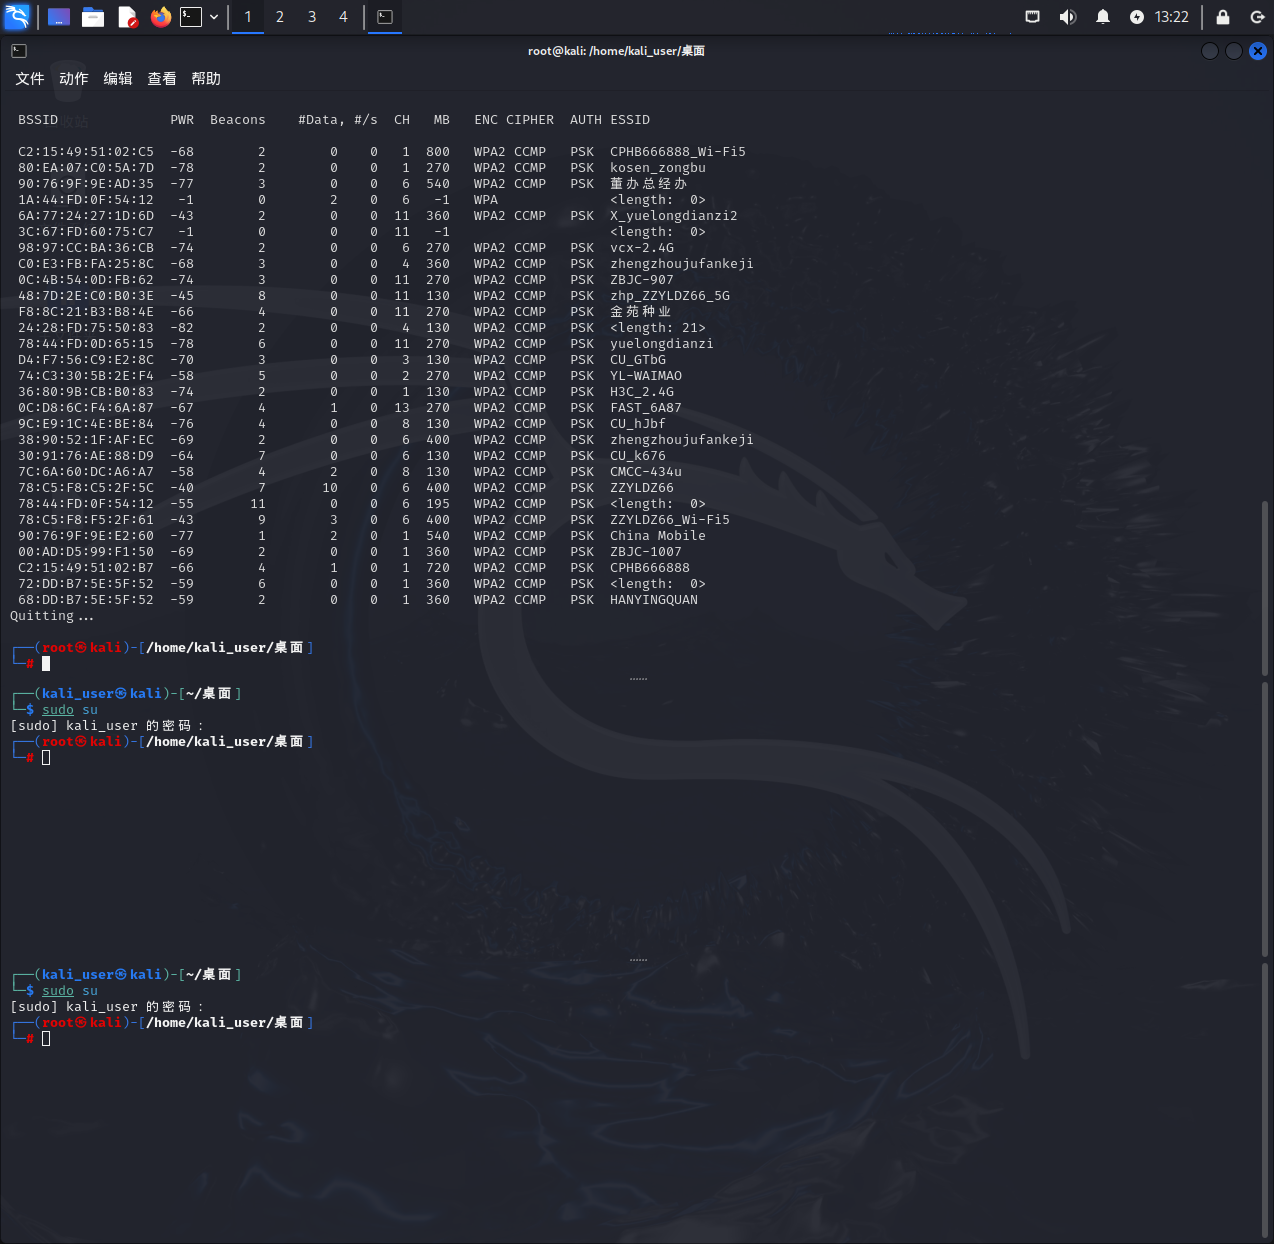 1 2 3 4 13:22
root@kali: /home/kali_user/桌面
文件 动作 编辑 查看 帮助
BSSID PWR Beacons #Data, #/s CH MB ENC CIPHER AUTH ESSID
C2:15:49:51:02:C5 -68 2 0 0 1 800 WPA2 CCMP PSK CPHB666888_Wi-Fi5
80:EA:07:C0:5A:7D -78 2 0 0 1 270 WPA2 CCMP PSK kosen_zongbu
90:76:9F:9E:AD:35 -77 3 0 0 6 540 WPA2 CCMP PSK 董办总经办
1A:44:FD:0F:54:12 -1 0 2 0 6 -1 WPA <length: 0>
6A:77:24:27:1D:6D -43 2 0 0 11 360 WPA2 CCMP PSK X_yuelongdianzi2
3C:67:FD:60:75:C7 -1 0 0 0 11 -1 <length: 0>
98:97:CC:BA:36:CB -74 2 0 0 6 270 WPA2 CCMP PSK vcx-2.4G
C0:E3:FB:FA:25:8C -68 3 0 0 4 360 WPA2 CCMP PSK zhengzhoujufankeji
0C:4B:54:0D:FB:62 -74 3 0 0 11 270 WPA2 CCMP PSK ZBJC-907
48:7D:2E:C0:B0:3E -45 8 0 0 11 130 WPA2 CCMP PSK zhp_ZZYLDZ66_5G
F8:8C:21:B3:B8:4E -66 4 0 0 11 270 WPA2 CCMP PSK 金苑种业
24:28:FD:75:50:83 -82 2 0 0 4 130 WPA2 CCMP PSK <length: 21>
78:44:FD:0D:65:15 -78 6 0 0 11 270 WPA2 CCMP PSK yuelongdianzi
D4:F7:56:C9:E2:8C -70 3 0 0 3 130 WPA2 CCMP PSK CU_GTbG
74:C3:30:5B:2E:F4 -58 5 0 0 2 270 WPA2 CCMP PSK YL-WAIMAO
36:80:9B:CB:B0:83 -74 2 0 0 1 130 WPA2 CCMP PSK H3C_2.4G
0C:D8:6C:F4:6A:87 -67 4 1 0 13 270 WPA2 CCMP PSK FAST_6A87
9C:E9:1C:4E:BE:84 -76 4 0 0 8 130 WPA2 CCMP PSK CU_hJbf
38:90:52:1F:AF:EC -69 2 0 0 6 400 WPA2 CCMP PSK zhengzhoujufankeji
30:91:76:AE:88:D9 -64 7 0 0 6 130 WPA2 CCMP PSK CU_k676
7C:6A:60:DC:A6:A7 -58 4 2 0 8 130 WPA2 CCMP PSK CMCC-434u
78:C5:F8:C5:2F:5C -40 7 10 0 6 400 WPA2 CCMP PSK ZZYLDZ66
78:44:FD:0F:54:12 -55 11 0 0 6 195 WPA2 CCMP PSK <length: 0>
78:C5:F8:F5:2F:61 -43 9 3 0 6 400 WPA2 CCMP PSK ZZYLDZ66_Wi-Fi5
90:76:9F:9E:E2:60 -77 1 2 0 1 540 WPA2 CCMP PSK China Mobile
00:AD:D5:99:F1:50 -69 2 0 0 1 360 WPA2 CCMP PSK ZBJC-1007
C2:15:49:51:02:B7 -66 4 1 0 1 720 WPA2 CCMP PSK CPHB666888
72:DD:B7:5E:5F:52 -59 6 0 0 1 360 WPA2 CCMP PSK <length: 0>
68:DD:B7:5E:5F:52 -59 2 0 0 1 360 WPA2 CCMP PSK HANYINGQUAN
Quitting...
┌──(root㉿kali)-[/home/kali_user/桌面]
└─#
┌──(kali_user㉿kali)-[~/桌面]
└─$ sudo su
[sudo] kali_user 的密码：
┌──(root㉿kali)-[/home/kali_user/桌面]
└─#
┌──(kali_user㉿kali)-[~/桌面]
└─$ sudo su
[sudo] kali_user 的密码：
┌──(root㉿kali)-[/home/kali_user/桌面]
└─#